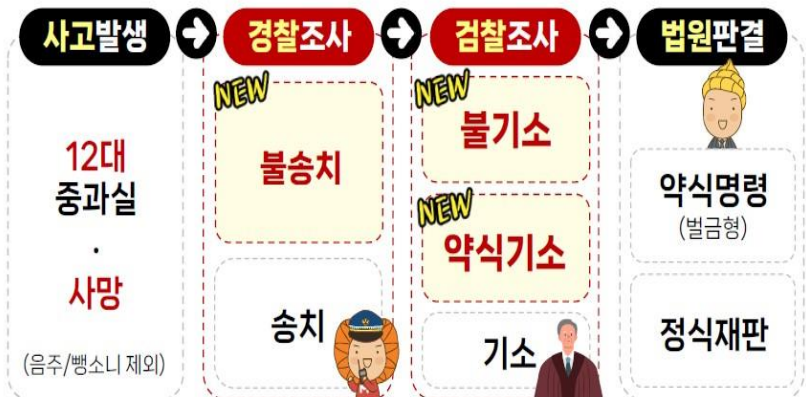 사고발생
경찰조사
검찰조사
법원판결
12대
중과실
·
사망
(음주/뺑소니 제외)
NEW
불송치
송치
NEW
불기소
NEW
약식기소
기소
약식명령
(벌금형)
정식재판